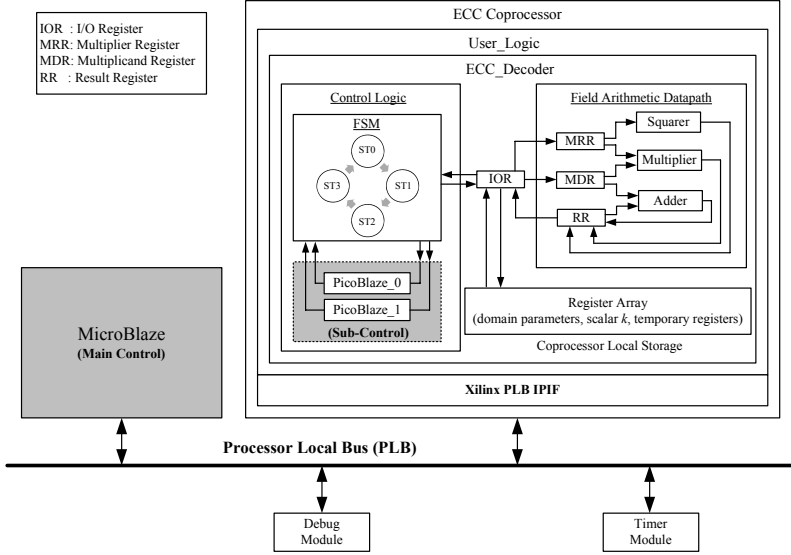 ECC Coprocessor
IOR : I/O Register
MRR: Multiplier Register
MDR: Multiplicand Register
RR : Result Register
User_Logic
ECC_Decoder
Control Logic
FSM
ST0
ST3
ST1
ST2
PicoBlaze_0
PicoBlaze_1
(Sub-Control)
IOR
Field Arithmetic Datapath
MRR
Squarer
MDR
Multiplier
RR
Adder
Register Array
(domain parameters, scalar k, temporary registers)
Coprocessor Local Storage
MicroBlaze
(Main Control)
Xilinx PLB IPIF
Processor Local Bus (PLB)
Debug
Module
Timer
Module